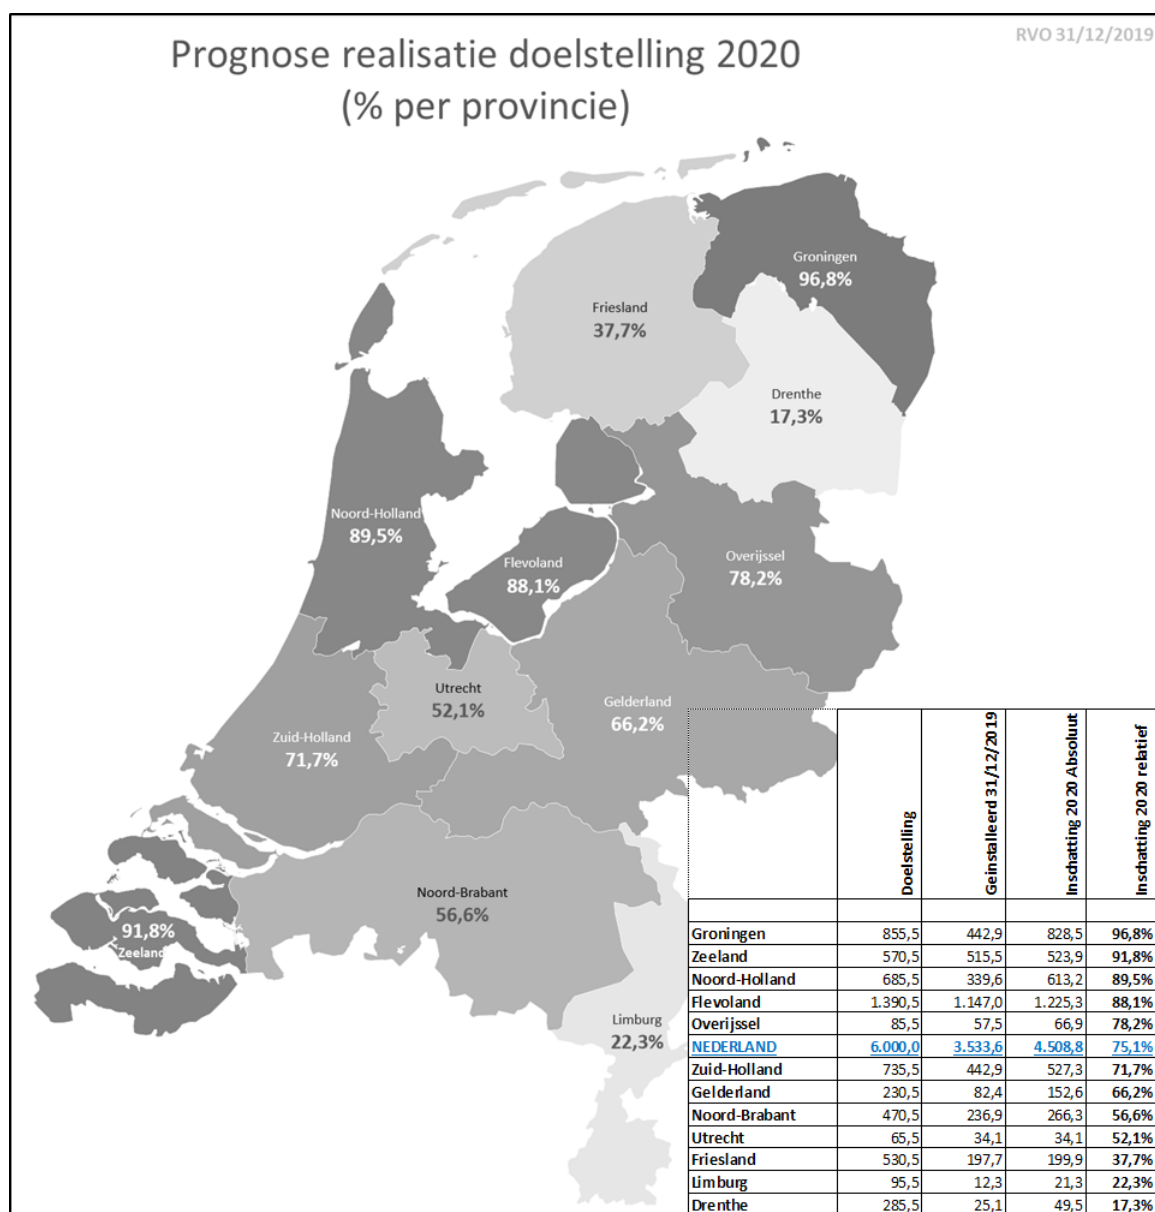 RVO 31/12/2019
Prognose realisatie doelstelling 2020
(% per provincie)
Groningen
96,8%
Friesland
37,7%
Drenthe
17,3%
Noord-Holland
89,5%
Flevoland
88,1%
Overijssel
78,2%
Utrecht
52,1%
Gelderland
66,2%
Zuid-Holland
71,7%
Noord-Brabant
56,6%
91,8%
Zeeland
Limburg
22,3%
Doelstelling Geinstalleerd 31/12/2019 Inschatting 2020 Absoluut Inschatting 2020 relatief
Groningen 855,5 442,9 828,5 96,8%
Zeeland 570,5 515,5 523,9 91,8%
Noord-Holland 685,5 339,6 613,2 89,5%
Flevoland 1.390,5 1.147,0 1.225,3 88,1%
Overijssel 85,5 57,5 66,9 78,2%
NEDERLAND 6.000,0 3.533,6 4.508,8 75,1%
Zuid-Holland 735,5 442,9 527,3 71,7%
Gelderland 230,5 82,4 152,6 66,2%
Noord-Brabant 470,5 236,9 266,3 56,6%
Utrecht 65,5 34,1 34,1 52,1%
Friesland 530,5 197,7 199,9 37,7%
Limburg 95,5 12,3 21,3 22,3%
Drenthe 285,5 25,1 49,5 17,3%